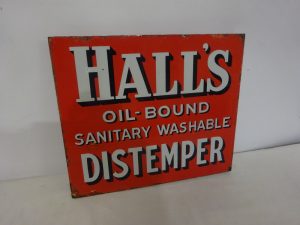 HALL'S
OIL-BOUND
SANITARY WASHABLE
DISTEMPER